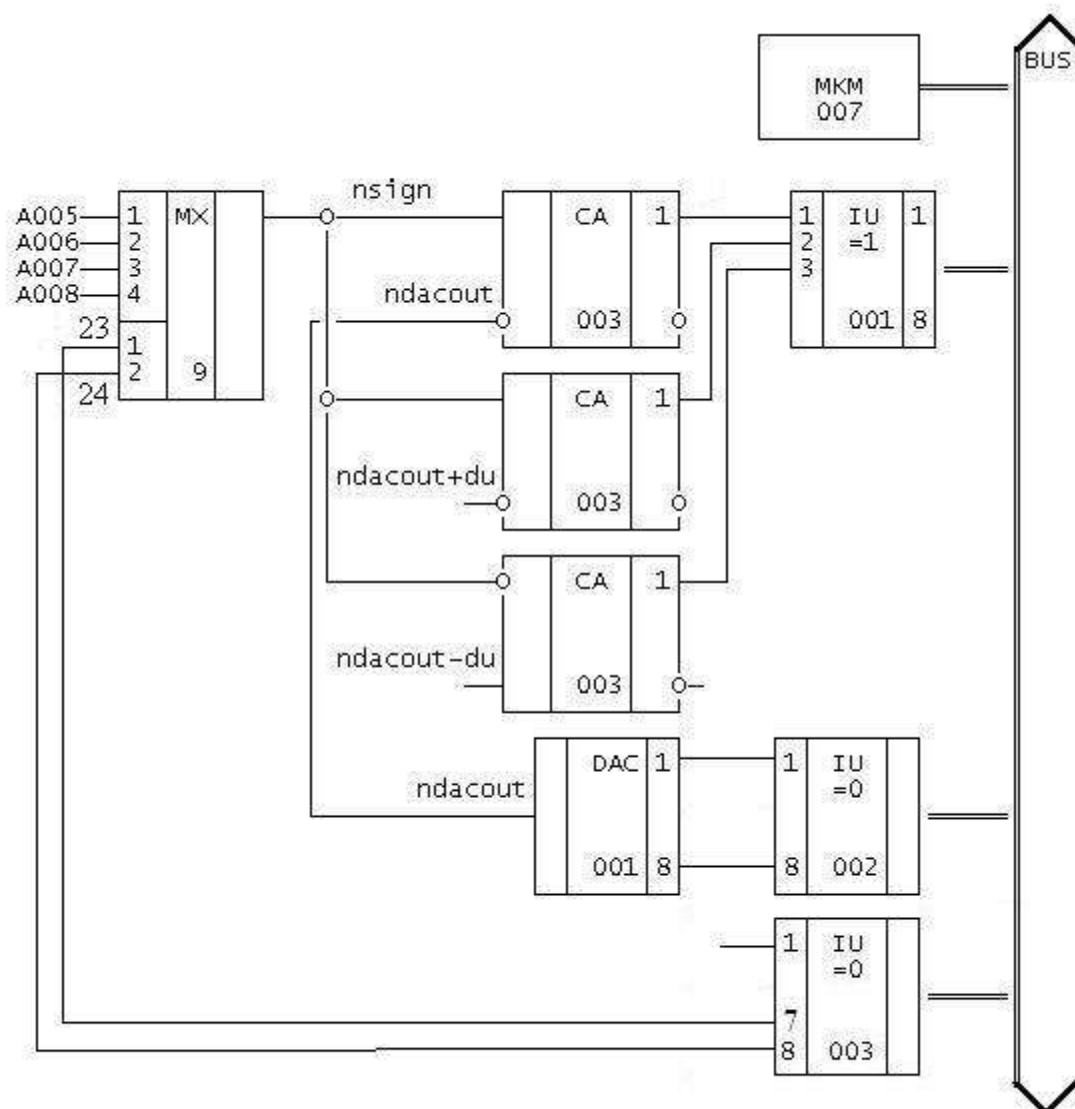 BUS
MKM
007
nsign
A005 1 MX
A006 2
A007 3
A008 4
23
1
2 9
24
CA 1
ndacout
003
1 IU 1
2 =1
3
001 8
CA 1
ndacout+du
003
CA 1
ndacout-du
003
DAC 1
ndacout
001 8
1 IU
=0
8 002
1 IU
=0
7
8 003